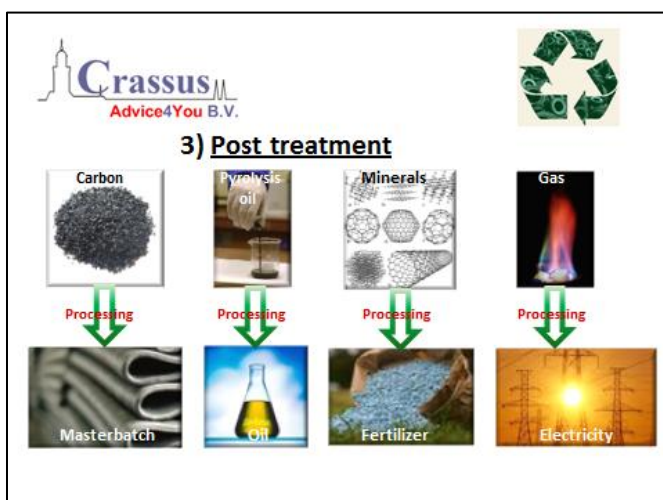 Crassus
Advice4You B.V.
3) Post treatment
Carbon
Pyrolysis
oil
Minerals
Gas
Processing
Processing
Processing
Processing
Masterbatch
Oil
Fertilizer
Electricity